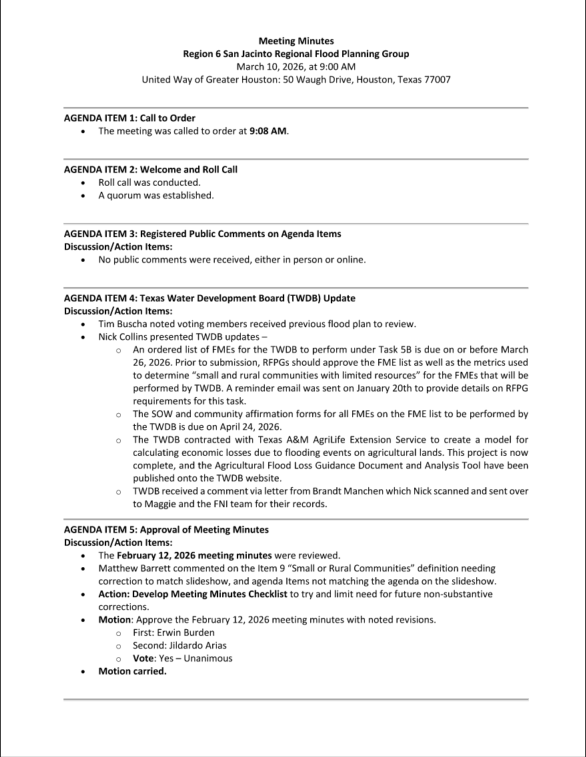 Meeting Minutes
Region 6 San Jacinto Regional Flood Planning Group
March 10, 2026, at 9:00 AM
United Way of Greater Houston: 50 Waugh Drive, Houston, Texas 77007
AGENDA ITEM 1: Call to Order
• The meeting was called to order at 9:08 AM.
AGENDA ITEM 2: Welcome and Roll Call
• Roll call was conducted.
• A quorum was established.
AGENDA ITEM 3: Registered Public Comments on Agenda Items
Discussion/Action Items:
• No public comments were received, either in person or online.
AGENDA ITEM 4: Texas Water Development Board (TWDB) Update
Discussion/Action Items:
• Tim Buscha noted voting members received previous flood plan to review.
• Nick Collins presented TWDB updates –
o An ordered list of FMEs for the TWDB to perform under Task 5B is due on or before March
26, 2026. Prior to submission, RFPGs should approve the FME list as well as the metrics used
to determine “small and rural communities with limited resources” for the FMEs that will be
performed by TWDB. A reminder email was sent on January 20th to provide details on RFPG
requirements for this task.
o The SOW and community affirmation forms for all FMEs on the FME list to be performed by
the TWDB is due on April 24, 2026.
o The TWDB contracted with Texas A&M AgriLife Extension Service to create a model for
calculating economic losses due to flooding events on agricultural lands. This project is now
complete, and the Agricultural Flood Loss Guidance Document and Analysis Tool have been
published onto the TWDB website.
o TWDB received a comment via letter from Brandt Manchen which Nick scanned and sent over
to Maggie and the FNI team for their records.
AGENDA ITEM 5: Approval of Meeting Minutes
Discussion/Action Items:
• The February 12, 2026 meeting minutes were reviewed.
• Matthew Barrett commented on the Item 9 “Small or Rural Communities” definition needing
correction to match slideshow, and agenda Items not matching the agenda on the slideshow.
• Action: Develop Meeting Minutes Checklist to try and limit need for future non-substantive
corrections.
• Motion: Approve the February 12, 2026 meeting minutes with noted revisions.
o First: Erwin Burden
o Second: Jildardo Arias
o Vote: Yes – Unanimous
• Motion carried.